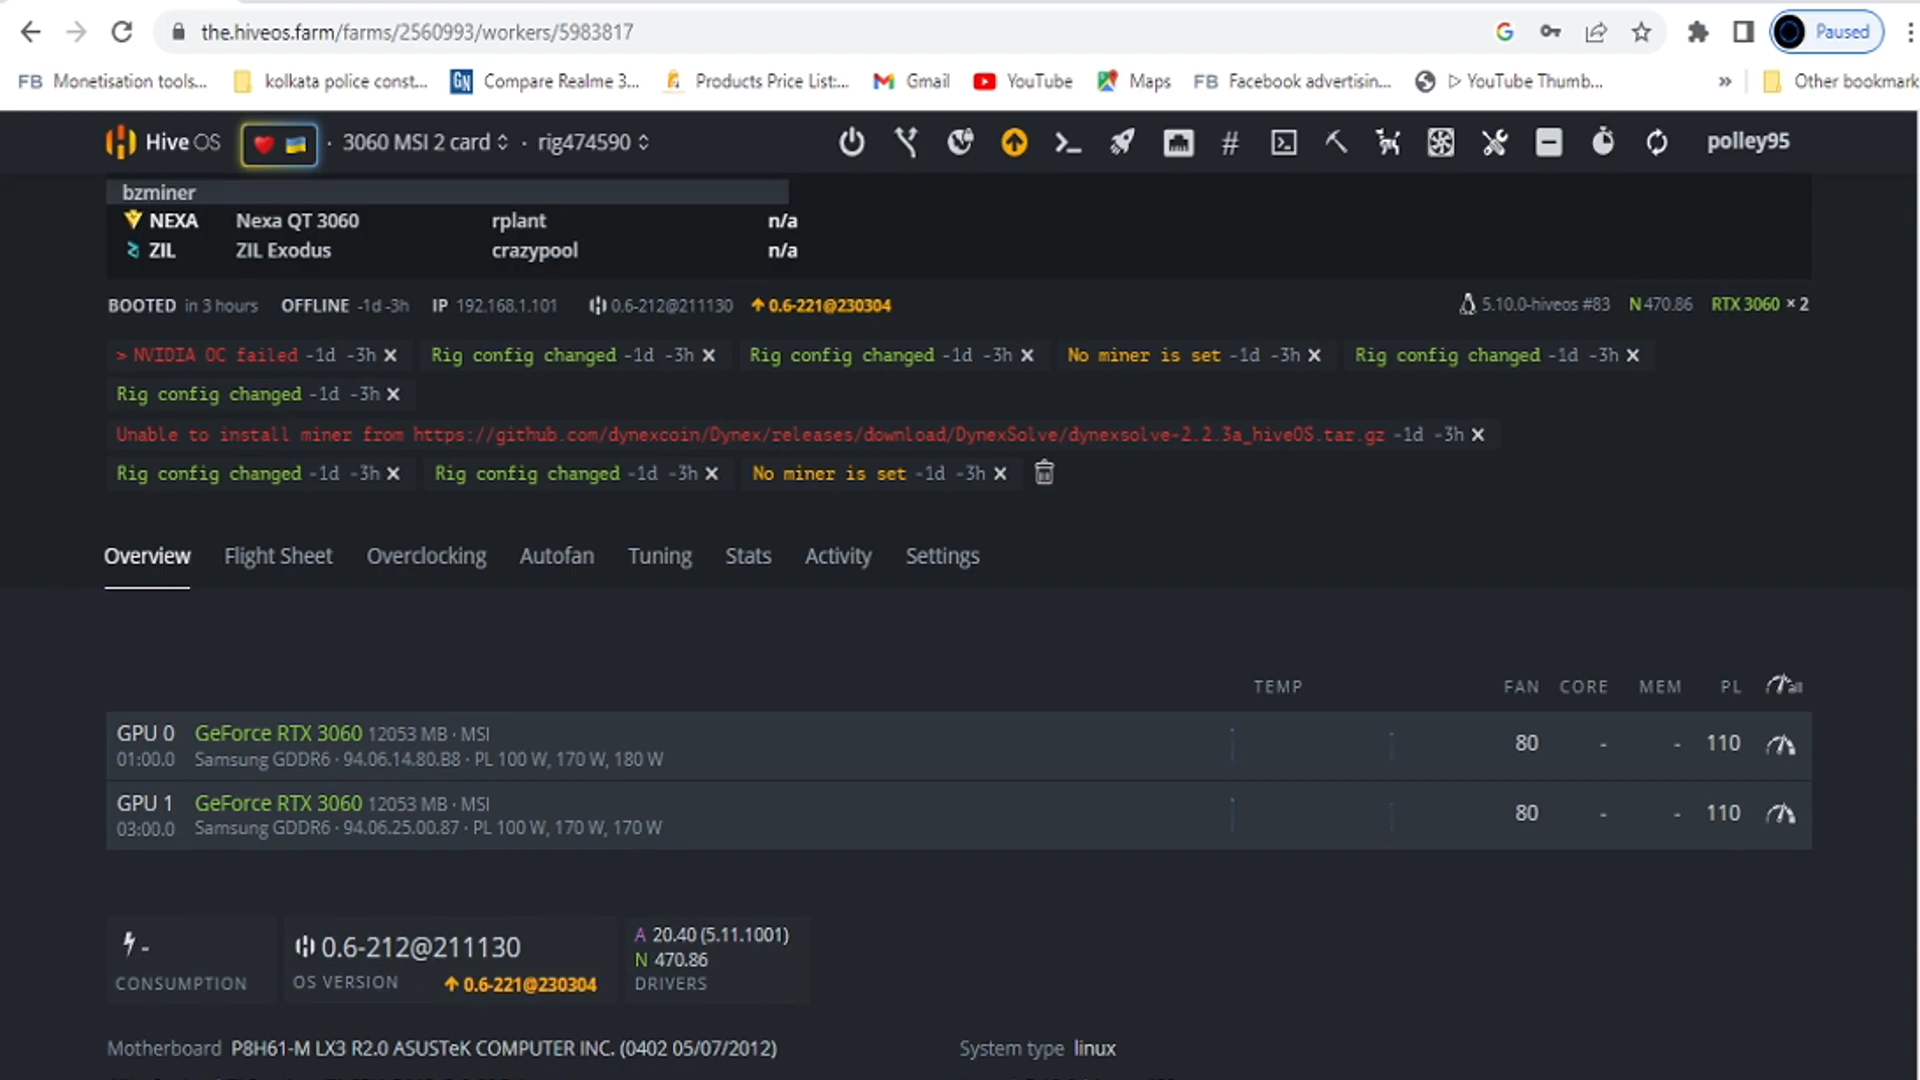 the.hiveos.farm/farms/2560993/workers/5983817 Paused
FB Monetisation tools... kolkata police const... GN Compare Realme 3... Products Price List:... Gmail YouTube Maps FB Facebook advertisin... ▷ YouTube Thumb... » Other bookmark
Hive OS · 3060 MSI 2 card · rig474590 polley95
bzminer
NEXA Nexa QT 3060 rplant n/a
ZIL ZIL Exodus crazypool n/a
BOOTED in 3 hours OFFLINE -1d -3h IP 192.168.1.101 0.6-212@211130 0.6-221@230304 5.10.0-hiveos #83 N 470.86 RTX 3060 × 2
> NVIDIA OC failed -1d -3h Rig config changed -1d -3h Rig config changed -1d -3h No miner is set -1d -3h Rig config changed -1d -3h
Rig config changed -1d -3h
Unable to install miner from https://github.com/dynexcoin/Dynex/releases/download/DynexSolve/dynexsolve-2.2.3a_hiveOS.tar.gz -1d -3h
Rig config changed -1d -3h Rig config changed -1d -3h No miner is set -1d -3h
Overview Flight Sheet Overclocking Autofan Tuning Stats Activity Settings
TEMP FAN CORE MEM PL all
GPU 0 GeForce RTX 3060 12053 MB · MSI
01:00.0 Samsung GDDR6 · 94.06.14.80.B8 · PL 100 W, 170 W, 180 W
80 - - 110
GPU 1 GeForce RTX 3060 12053 MB · MSI
03:00.0 Samsung GDDR6 · 94.06.25.00.87 · PL 100 W, 170 W, 170 W
80 - - 110
-
CONSUMPTION
0.6-212@211130
OS VERSION 0.6-221@230304
A 20.40 (5.11.1001)
N 470.86
DRIVERS
Motherboard P8H61-M LX3 R2.0 ASUSTeK COMPUTER INC. (0402 05/07/2012) System type linux